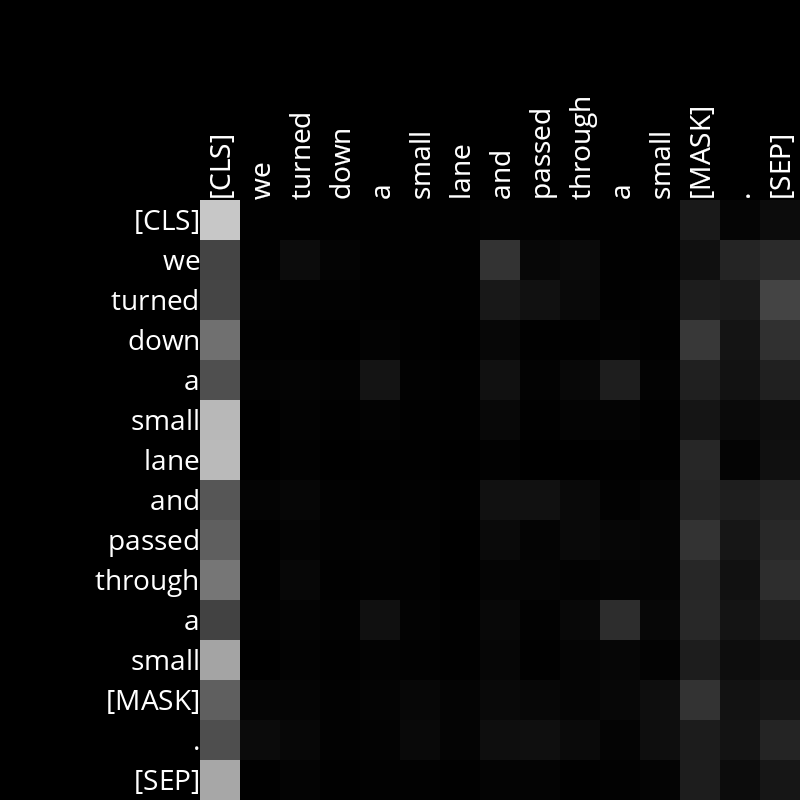 [CLS] we turned down a small lane and passed through a small [MASK] . [SEP]
[CLS]
we
turned
down
a
small
lane
and
passed
through
a
small
[MASK]
.
[SEP]